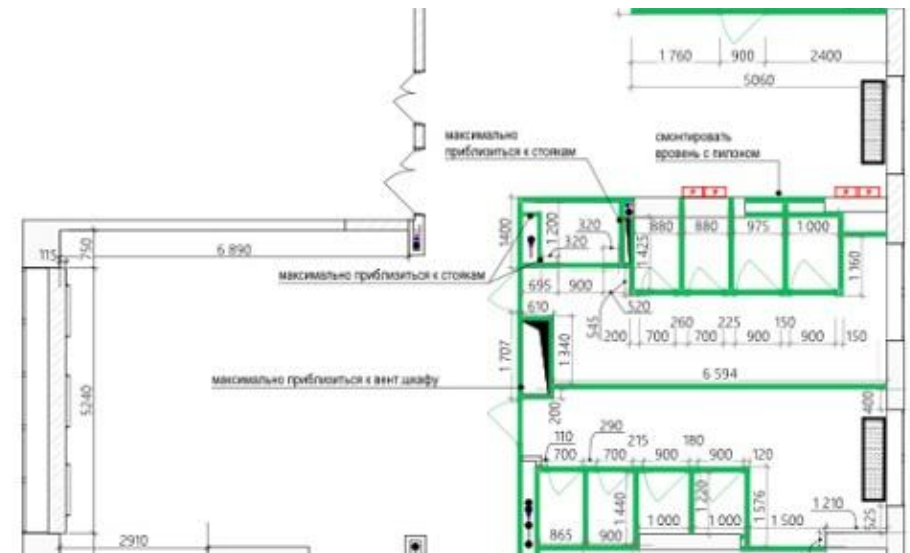 1 760 900 2400
5060
максимально
приблизиться к стоякам
смонтировать
вровень с пилоном
1400
1 200
320
320
880 880 975 1 000
1 425
1 160
750
115
6 890
максимально приблизиться к стоякам
695 900
520
610
545
260 225 150
200 700 700 900 900 150
1 707
1 340
6 594
максимально приблизиться к вент.шкафу
200
400
5240
110
290
215 180
700 700 900 900 120
1 440
1 220
1 576
1 210
525
865 900 1 000 1 000 1 500
2910